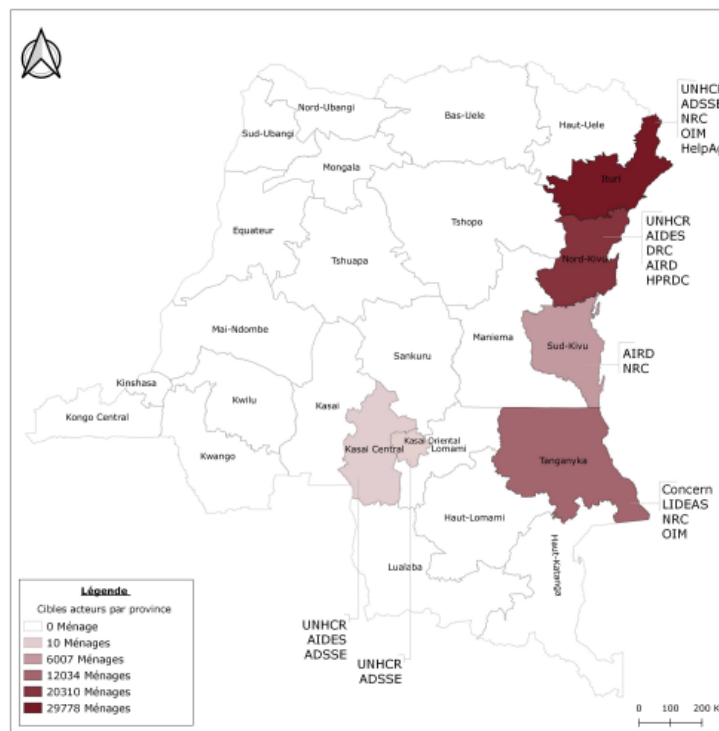 UNHCR
ADSSE
NRC
OIM
HelpAg
Nord-Ubangi
Bas-Uele
Haut-Uele
Sud-Ubangi
Mongala
Ituri
Tshopo
Equateur
UNHCR
AIDES
DRC
AIRD
HPRDC
Tshuapa
Nord-Kivu
Mai-Ndombe
Maniema
Sud-Kivu
Sankuru
AIRD
NRC
Kinshasa
Kasai
Kwilu
Kongo Central
Kasai Oriental
Kasai Central
Lomami
Kwango
Tanganyka
Concern
LIDEAS
NRC
OIM
Haut-Lomami
Haut-Katanga
Lualaba
Légende
Cibles acteurs par province
0 Ménage
10 Ménages
6007 Ménages
12034 Ménages
20310 Ménages
29778 Ménages
UNHCR
AIDES
ADSSE
UNHCR
ADSSE
0 100 200 K